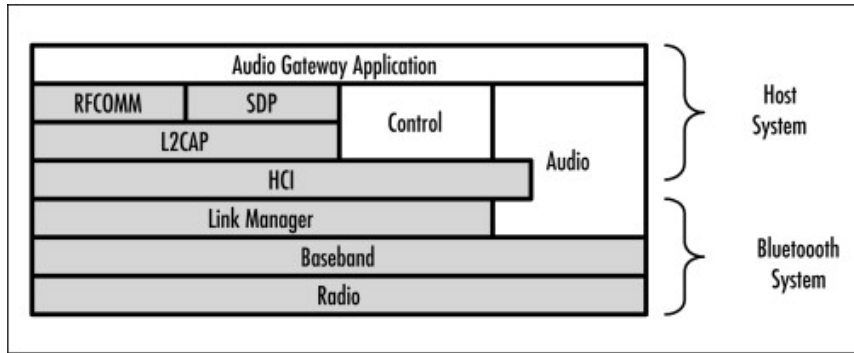 Audio Gateway Application
RFCOMM
SDP
Control
Audio
L2CAP
HCI
Link Manager
Baseband
Radio
Host
System
Bluetoooth
System